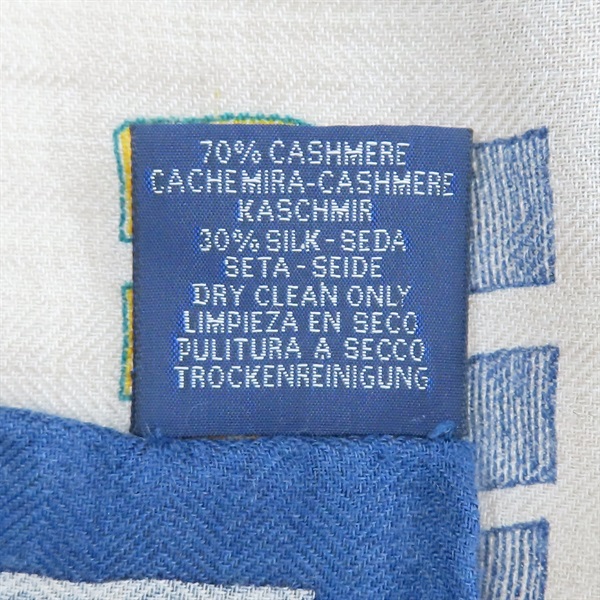 70% CASHMERE
CACHEMIRA-CASHMERE
KASCHMIR
30% SILK - SEDA
SETA - SEIDE
DRY CLEAN ONLY
LIMPIEZA EN SECO
PULITURA A SECCO
TROCKENREINIGUNG